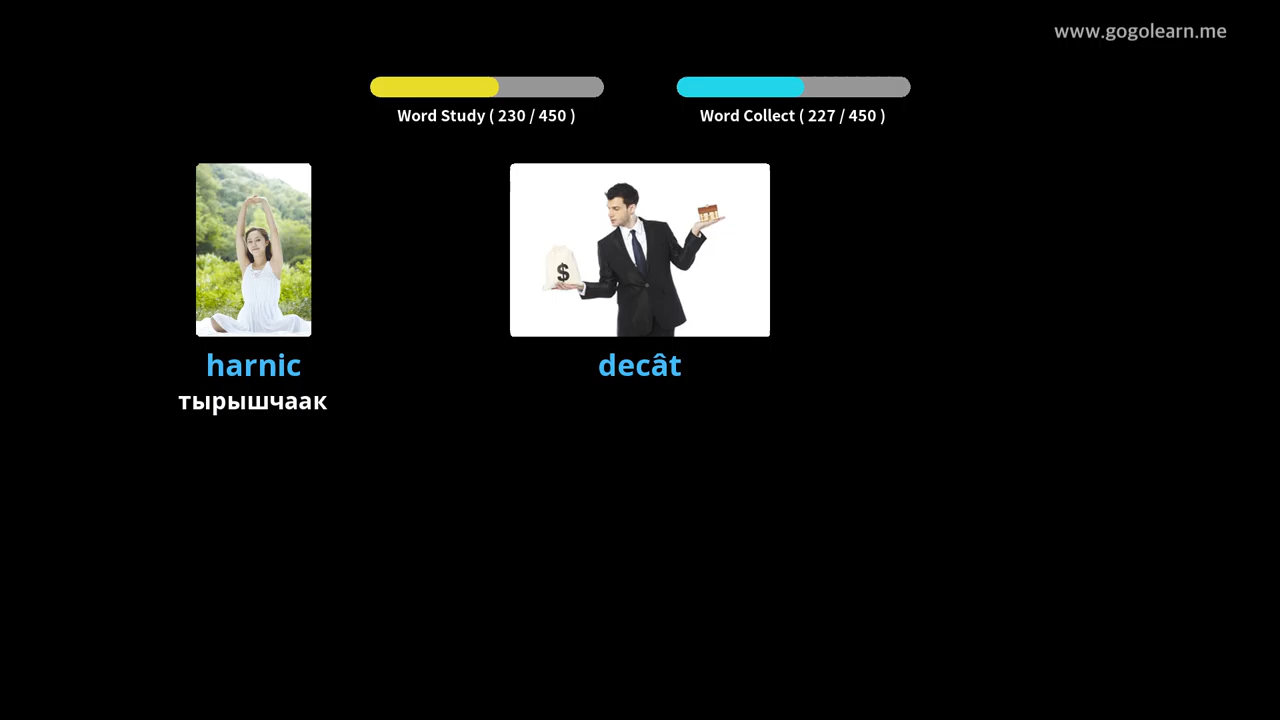 www.gogolearn.me
Word Study ( 230 / 450 )
Word Collect ( 227 / 450 )
$
harnic
тырышчаак
decât